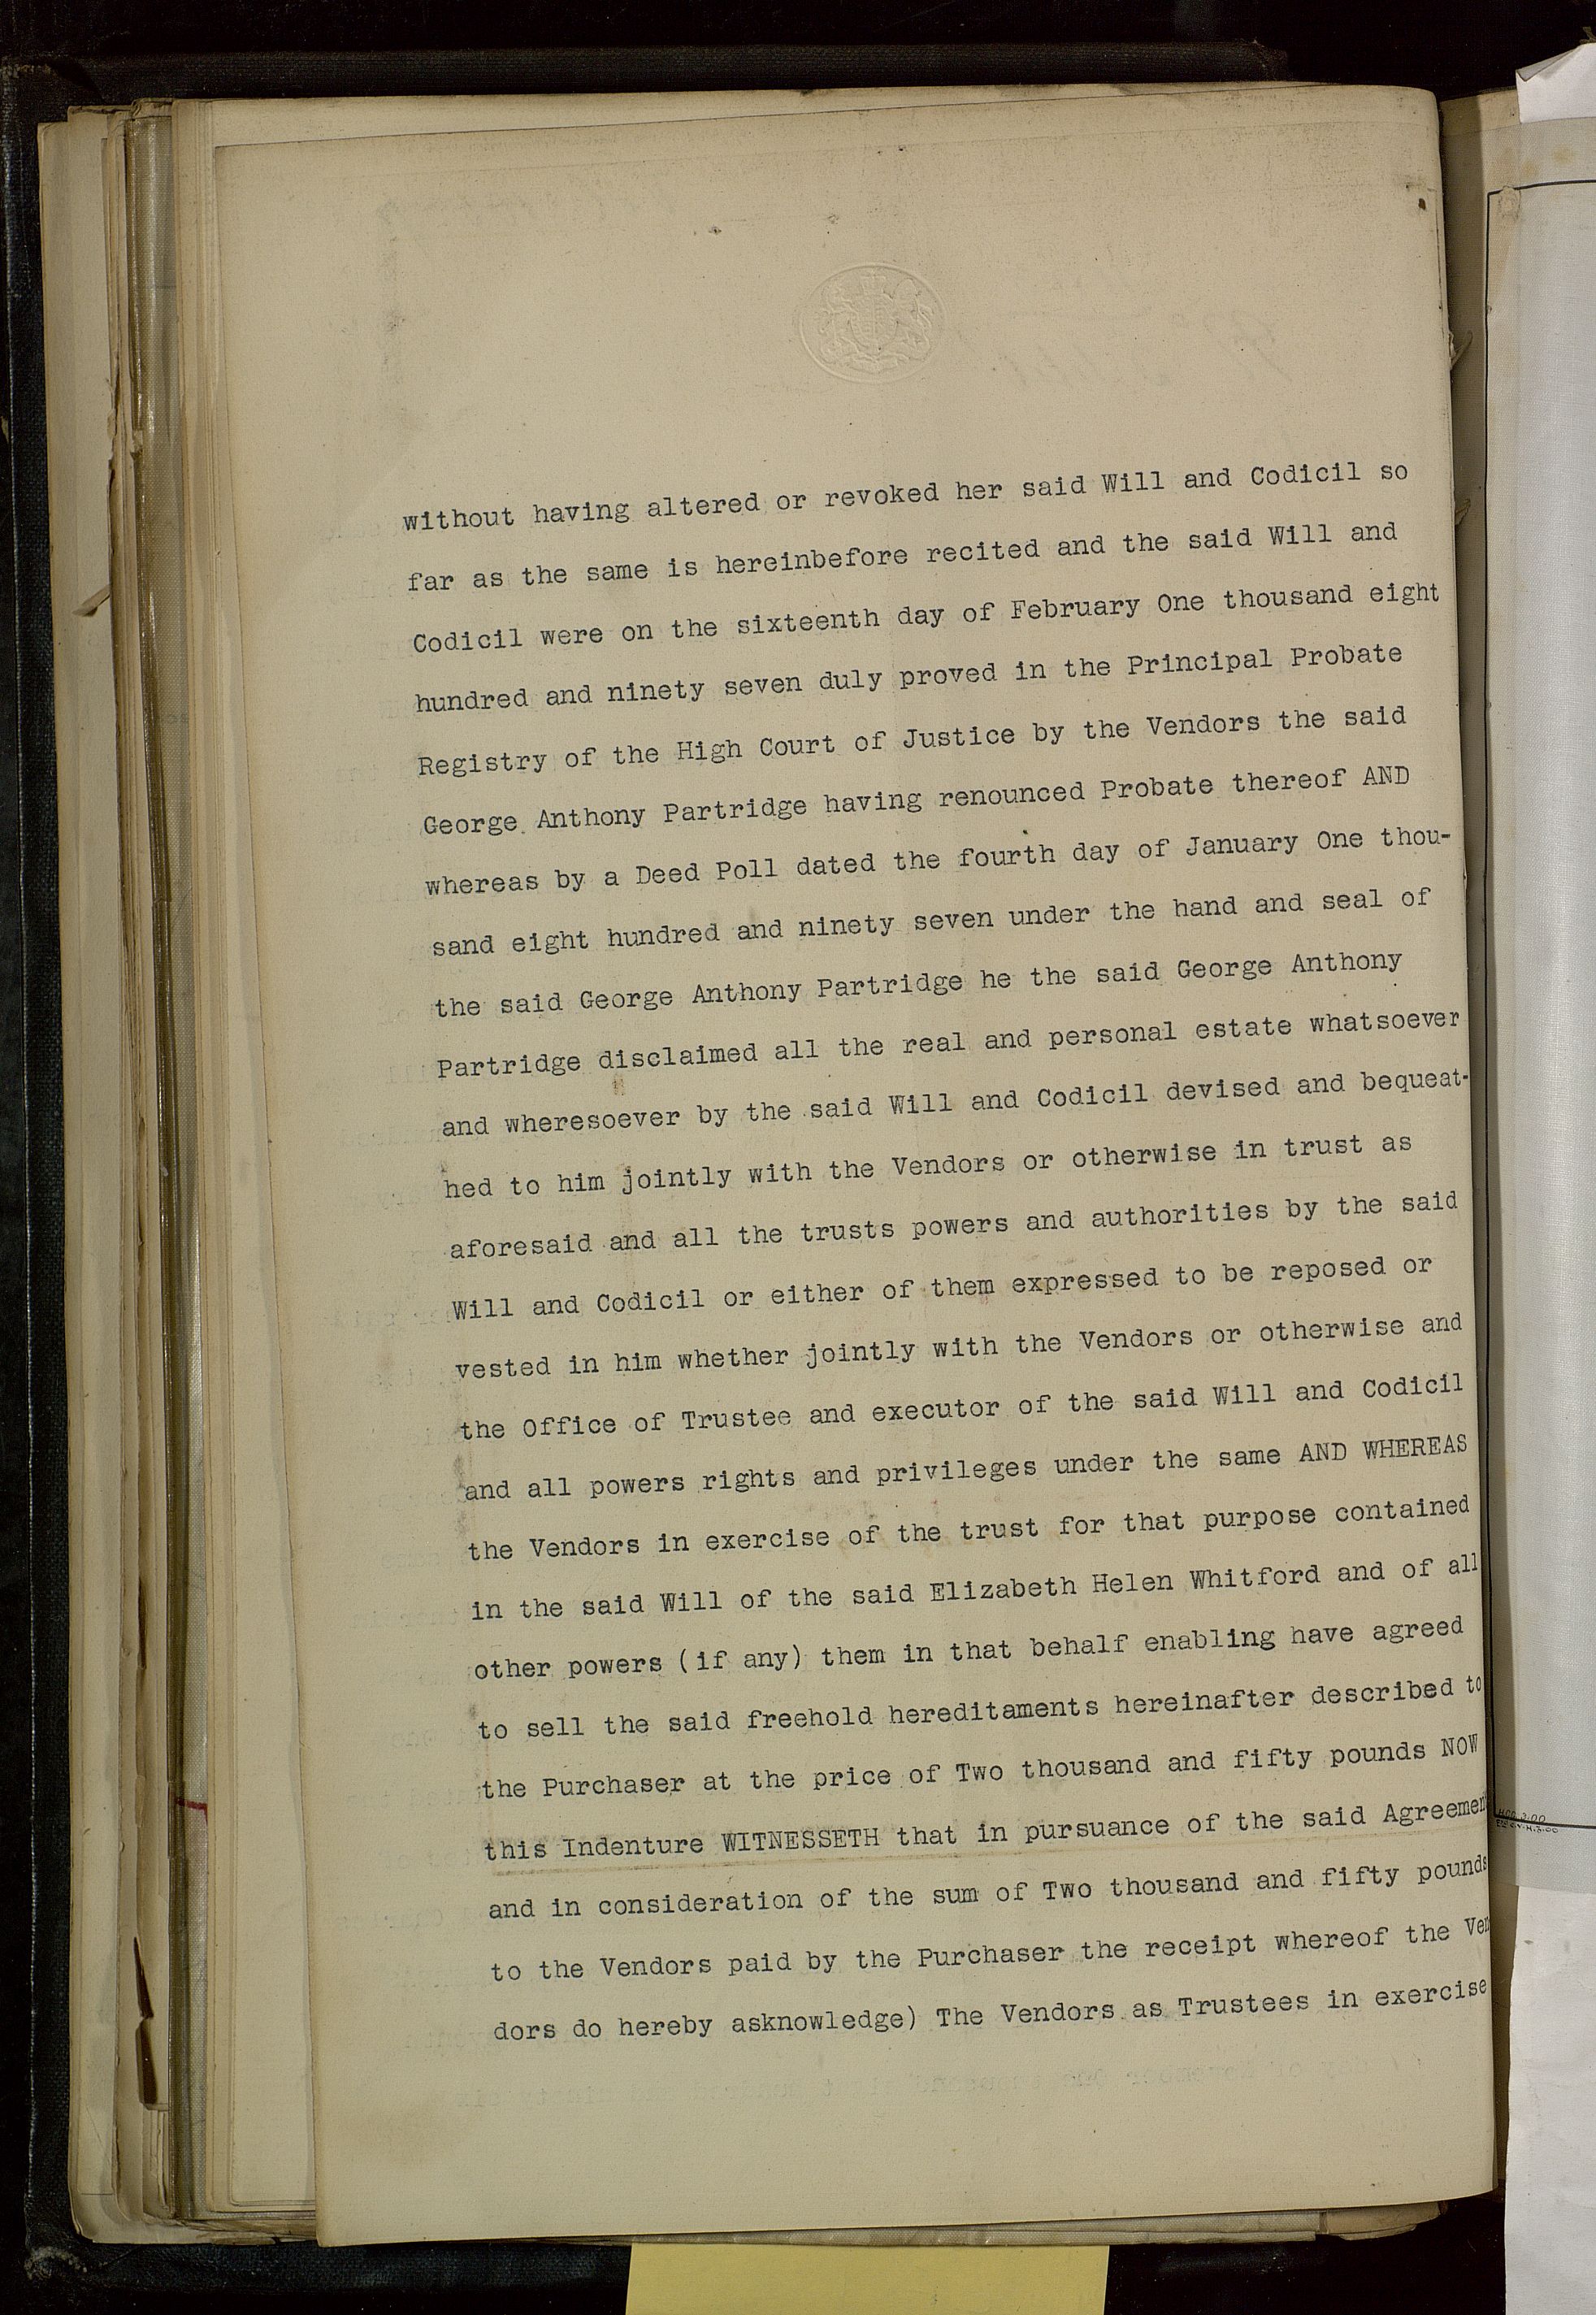 without having altered or revoked her said Will and Codicil so
far as the same is hereinbefore recited and the said Will and
Codicil were on the sixteenth day of February One thousand eight
hundred and ninety seven duly proved in the Principal Probate
Registry of the High Court of Justice by the Vendors the said
George Anthony Partridge having renounced Probate thereof AND
whereas by a Deed Poll dated the fourth day of January One thou-
sand eight hundred and ninety seven under the hand and seal of
the said George Anthony Partridge he the said George Anthony
Partridge disclaimed all the real and personal estate whatsoever
and wheresoever by the said Will and Codicil devised and bequeat-
hed to him jointly with the Vendors or otherwise in trust as
aforesaid and all the trusts powers and authorities by the said
Will and Codicil or either of them expressed to be reposed or
vested in him whether jointly with the Vendors or otherwise and
the Office of Trustee and executor of the said Will and Codicil
and all powers rights and privileges under the same AND WHEREAS
the Vendors in exercise of the trust for that purpose contained
in the said Will of the said Elizabeth Helen Whitford and of all
other powers (if any) them in that behalf enabling have agreed
to sell the said freehold hereditaments hereinafter described to
the Purchaser at the price of Two thousand and fifty pounds NOW
this Indenture WITNESSETH that in pursuance of the said Agreemen
and in consideration of the sum of Two thousand and fifty pounds
to the Vendors paid by the Purchaser the receipt whereof the Ven
dors do hereby asknowledge) The Vendors as Trustees in exercise